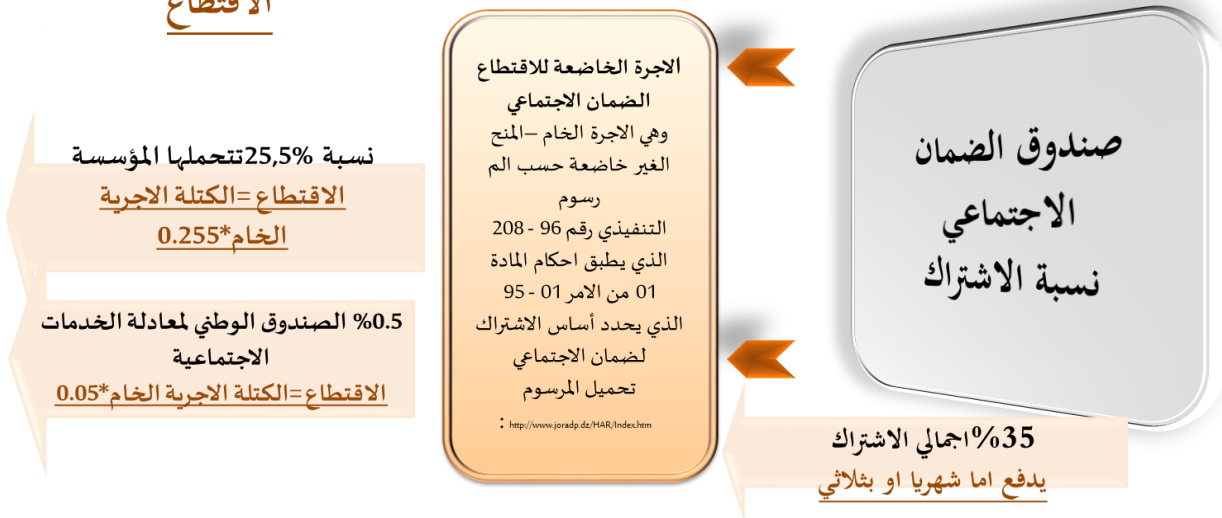 الاقتطاع
صندوق الضمان
الاجتماعي
نسبة الاشتراك
%35 اجمالي الاشتراك
يدفع اما شهريا او بثلاثي
الاجرة الخاضعة للاقتطاع
الضمان الاجتماعي
وهي الاجرة الخام –المنح
الغير خاضعة حسب الم
رسوم
التنفيذي رقم 96 - 208
الذي يطبق احكام المادة
01 من الامر 01 - 95
الذي يحدد أساس الاشتراك
لضمان الاجتماعي
تحميل المرسوم
: http://www.joradp.dz/HAR/Index.htm
نسبة %25,5تتحملها المؤسسة
الاقتطاع =الكتلة الاجرية
الخام*0.255
%0.5 الصندوق الوطني لمعادلة الخدمات
الاجتماعية
الاقتطاع=الكتلة الاجرية الخام*0.05